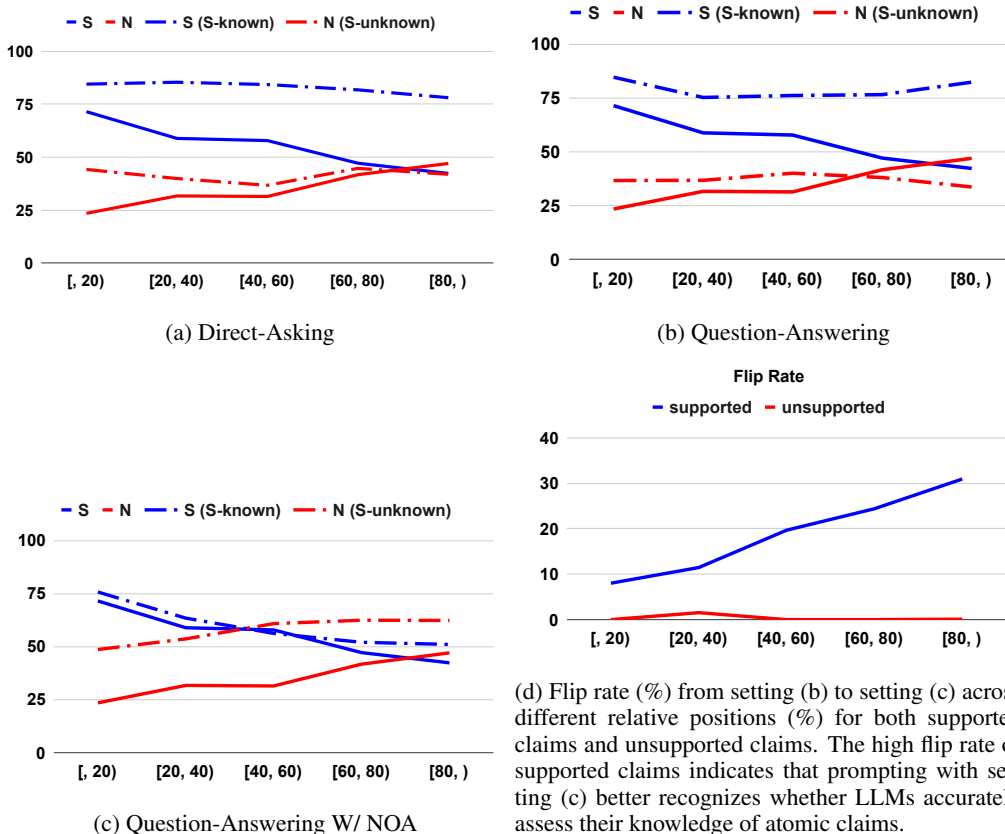 S N S (S-known) N (S-unknown)
100
75
50
25
0
[, 20) [20, 40) [40, 60) [60, 80) [80, )
(a) Direct-Asking
S N S (S-known) N (S-unknown)
100
75
50
25
0
[, 20) [20, 40) [40, 60) [60, 80) [80, )
(b) Question-Answering
S N S (S-known) N (S-unknown)
100
75
50
25
0
[, 20) [20, 40) [40, 60) [60, 80) [80, )
(c) Question-Answering W/ NOA
Flip Rate
supported unsupported
40
30
20
10
0
[, 20) [20, 40) [40, 60) [60, 80) [80, )
(d) Flip rate (%) from setting (b) to setting (c) acros
different relative positions (%) for both supporte
claims and unsupported claims. The high flip rate o
supported claims indicates that prompting with se
ting (c) better recognizes whether LLMs accuratel
assess their knowledge of atomic claims.